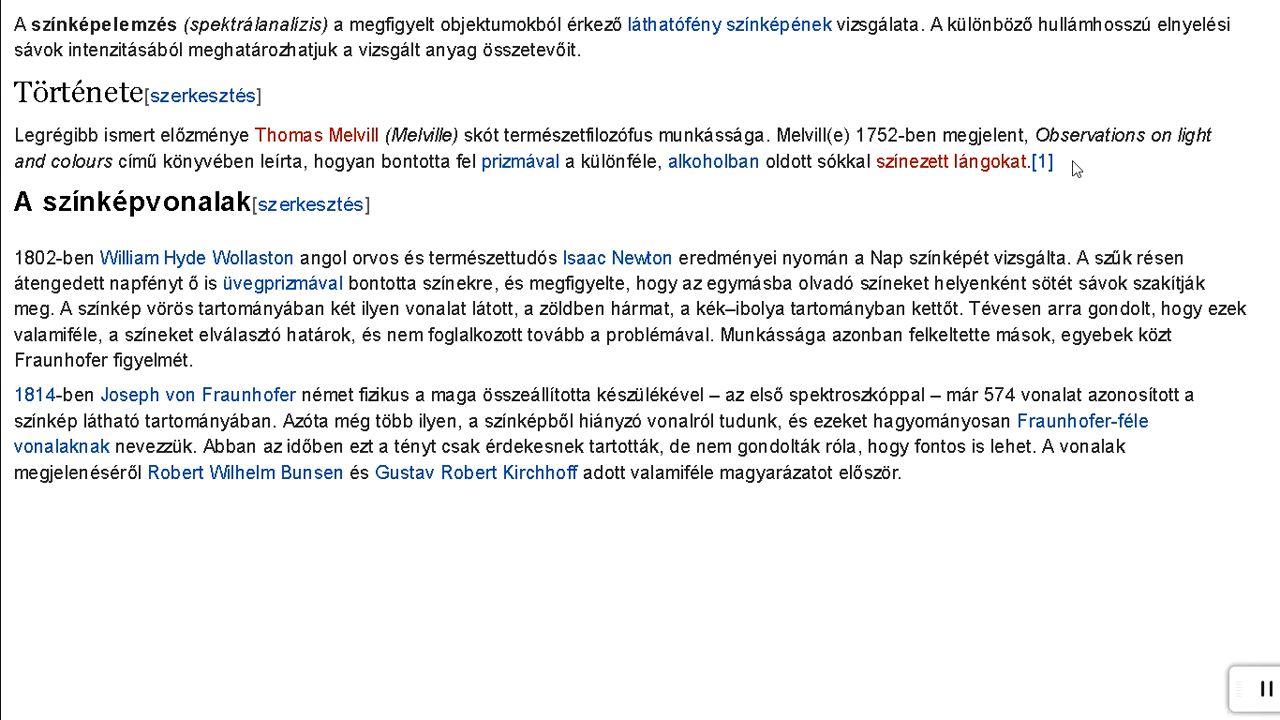 A színképelemzés (spektrálanalízis) a megfigyelt objektumokból érkező láthatófény színképének vizsgálata. A különböző hullámhosszú elnyelési
sávok intenzitásából meghatározhatjuk a vizsgált anyag összetevőit.
Története[szerkesztés]
Legrégibb ismert előzménye Thomas Melvill (Melville) skót természetfilozófus munkássága. Melvill(e) 1752-ben megjelent, Observations on light
and colours című könyvében leírta, hogyan bontotta fel prizmával a különféle, alkoholban oldott sókkal színezett lángokat.[1]
A színképvonalak[szerkesztés]
1802-ben William Hyde Wollaston angol orvos és természettudós Isaac Newton eredményei nyomán a Nap színképét vizsgálta. A szűk résen
átengedett napfényt ő is üvegprizmával bontotta színekre, és megfigyelte, hogy az egymásba olvadó színeket helyenként sötét sávok szakítják
meg. A színkép vörös tartományában két ilyen vonalat látott, a zöldben hármat, a kék–ibolya tartományban kettőt. Tévesen arra gondolt, hogy ezek
valamiféle, a színeket elválasztó határok, és nem foglalkozott tovább a problémával. Munkássága azonban felkeltette mások, egyebek közt
Fraunhofer figyelmét.
1814-ben Joseph von Fraunhofer német fizikus a maga összeállította készülékével – az első spektroszkóppal – már 574 vonalat azonosított a
színkép látható tartományában. Azóta még több ilyen, a színképből hiányzó vonalról tudunk, és ezeket hagyományosan Fraunhofer-féle
vonalaknak nevezzük. Abban az időben ezt a tényt csak érdekesnek tartották, de nem gondolták róla, hogy fontos is lehet. A vonalak
megjelenéséről Robert Wilhelm Bunsen és Gustav Robert Kirchhoff adott valamiféle magyarázatot először.